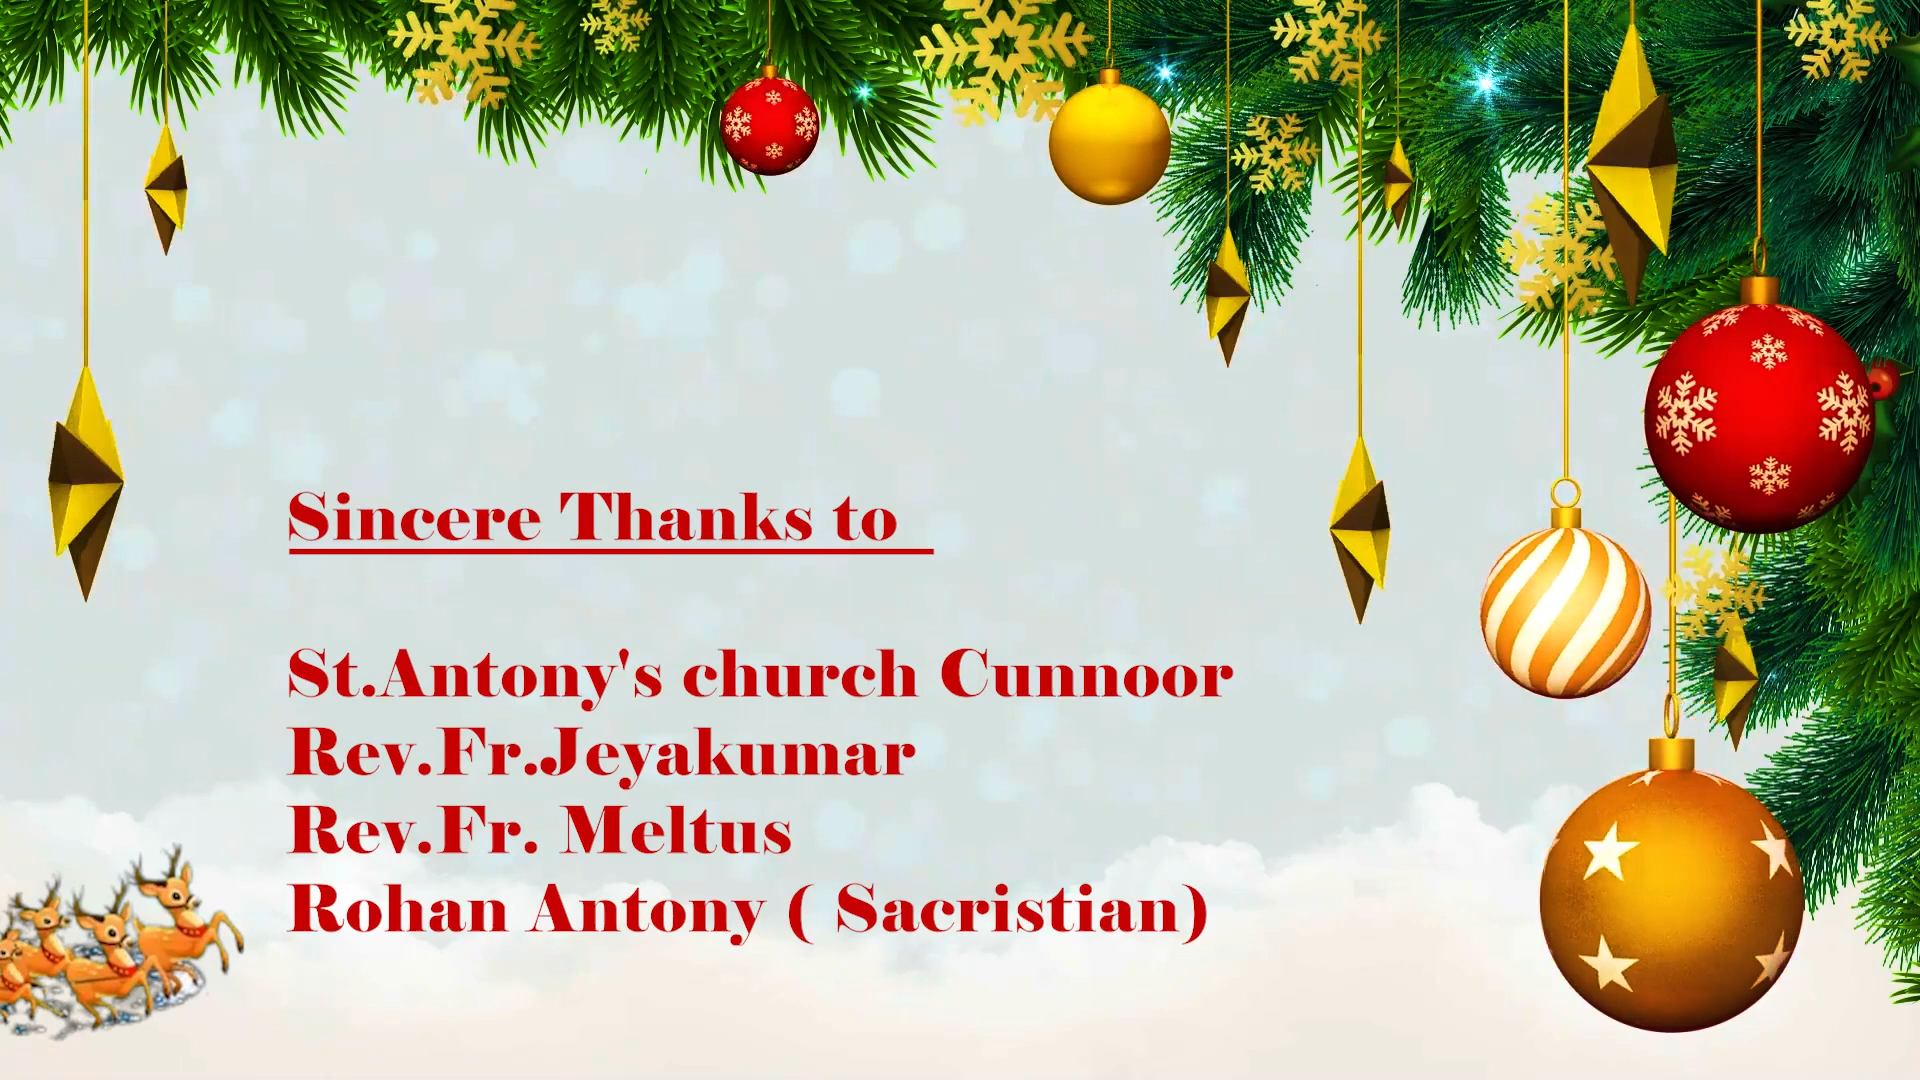 Sincere Thanks to
St.Antony's church Cunnoor
Rev.Fr.Jeyakumar
Rev.Fr. Meltus
Rohan Antony ( Sacristian)